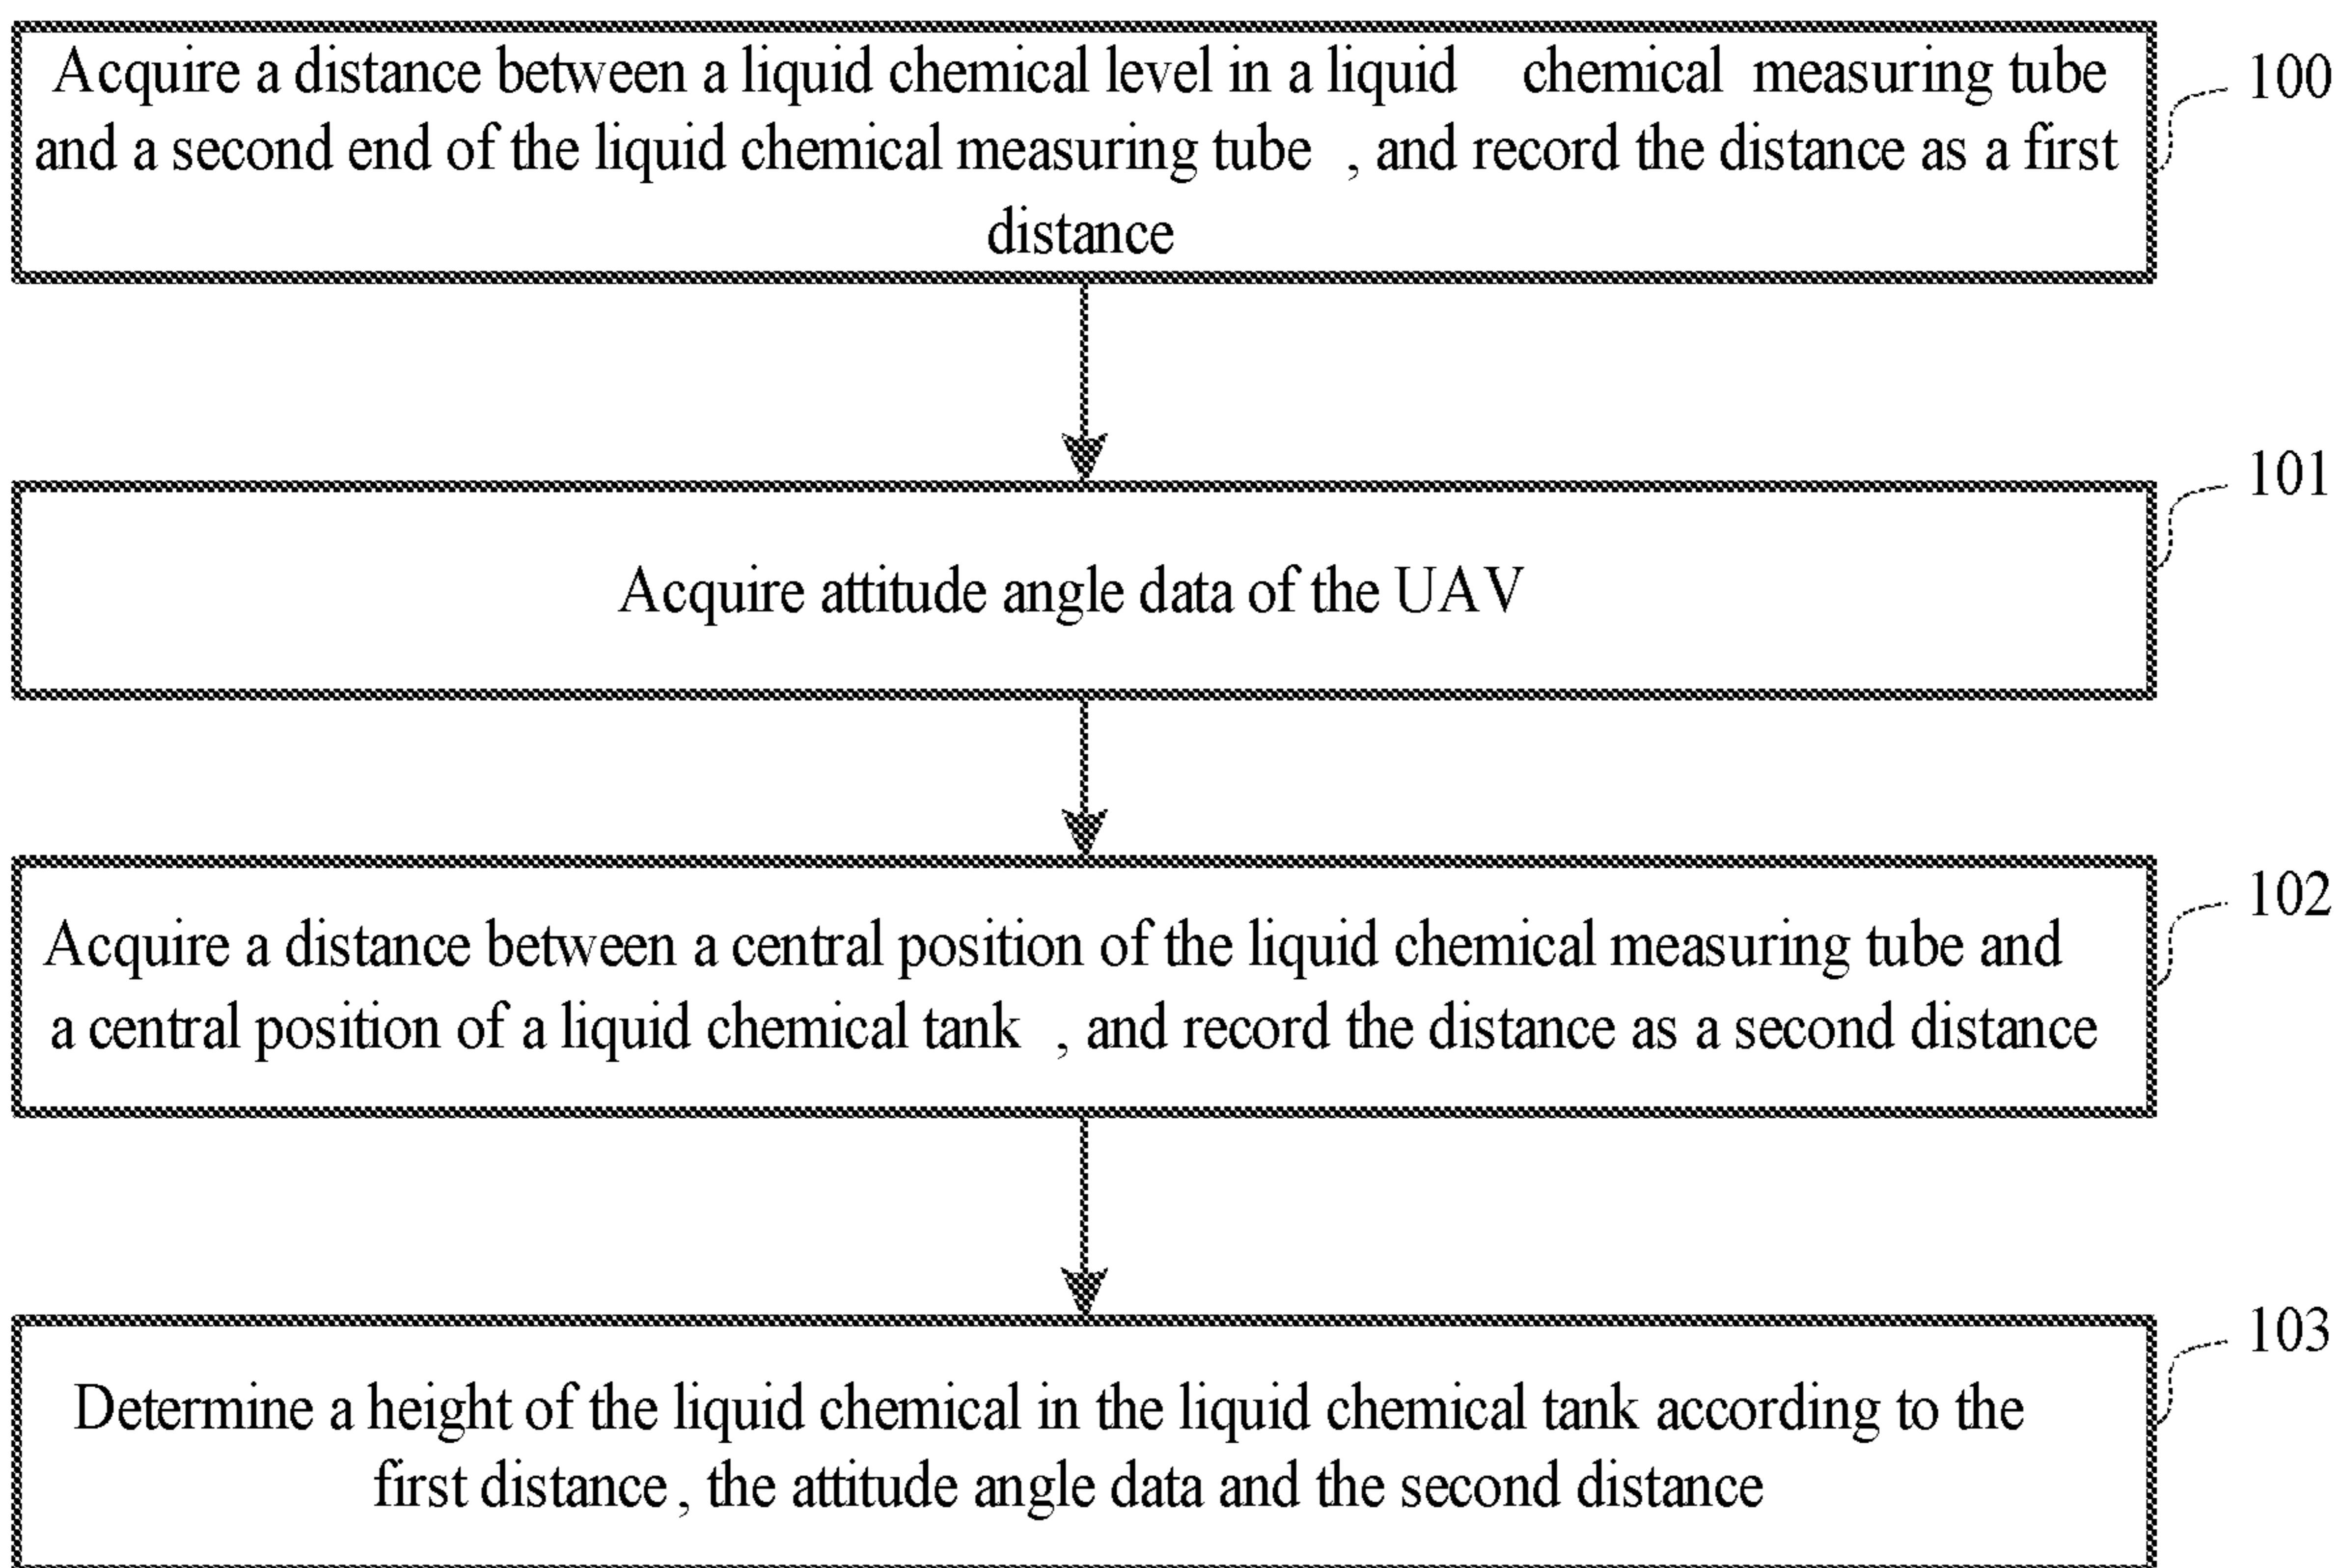 Acquire a distance between a liquid chemical level in a liquid chemical measuring tube
and a second end of the liquid chemical measuring tube , and record the distance as a first
distance
100
Acquire attitude angle data of the UAV
101
Acquire a distance between a central position of the liquid chemical measuring tube and
a central position of a liquid chemical tank , and record the distance as a second distance
102
Determine a height of the liquid chemical in the liquid chemical tank according to the
first distance, the attitude angle data and the second distance
103